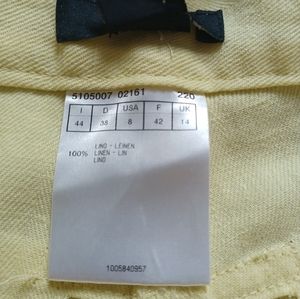 5105007 02161 220
I D USA F UK
44 38 8 42 14
LINO - LEINEN
100% LINEN - LIN
LINO
1005840957